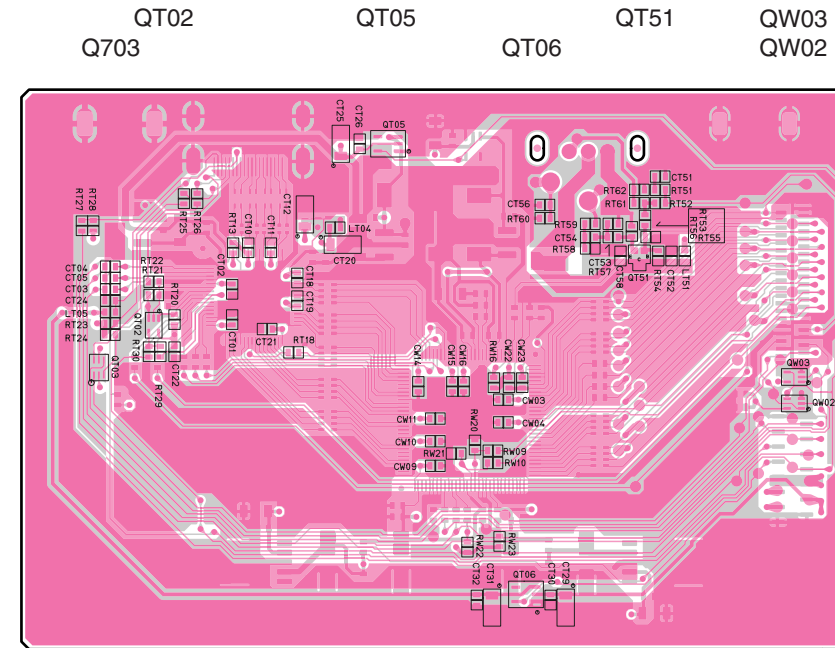 QT02 QT05 QT51 QW03
Q703 QT06 QW02
CT25
CT26
QT05
RT27
RT28
RT25
RT26
CT12
LT04
CT20
RT13
CT10
CT11
CT56
RT60
RT62
RT61
CT51
RT51
RT52
RT59
CT54
RT58
CT53
RT57
CT58
QT51
RT54
CT52
LT51
RT53
RT56
RT55
CT04
CT05
CT03
CT24
LT05
RT23
RT24
RT22
RT21
RT20
QT02
QT03
RT30
RT29
CT22
CT02
CT01
CT18
CT19
CT21
RT18
CW14
CW15
CW16
RW16
CW22
CW23
CW03
CW04
CW11
CW10
CW09
RW20
RW21
RW09
RW10
QW03
QW02
RW22
RW23
CT32
CT31
QT06
CT30
CT29